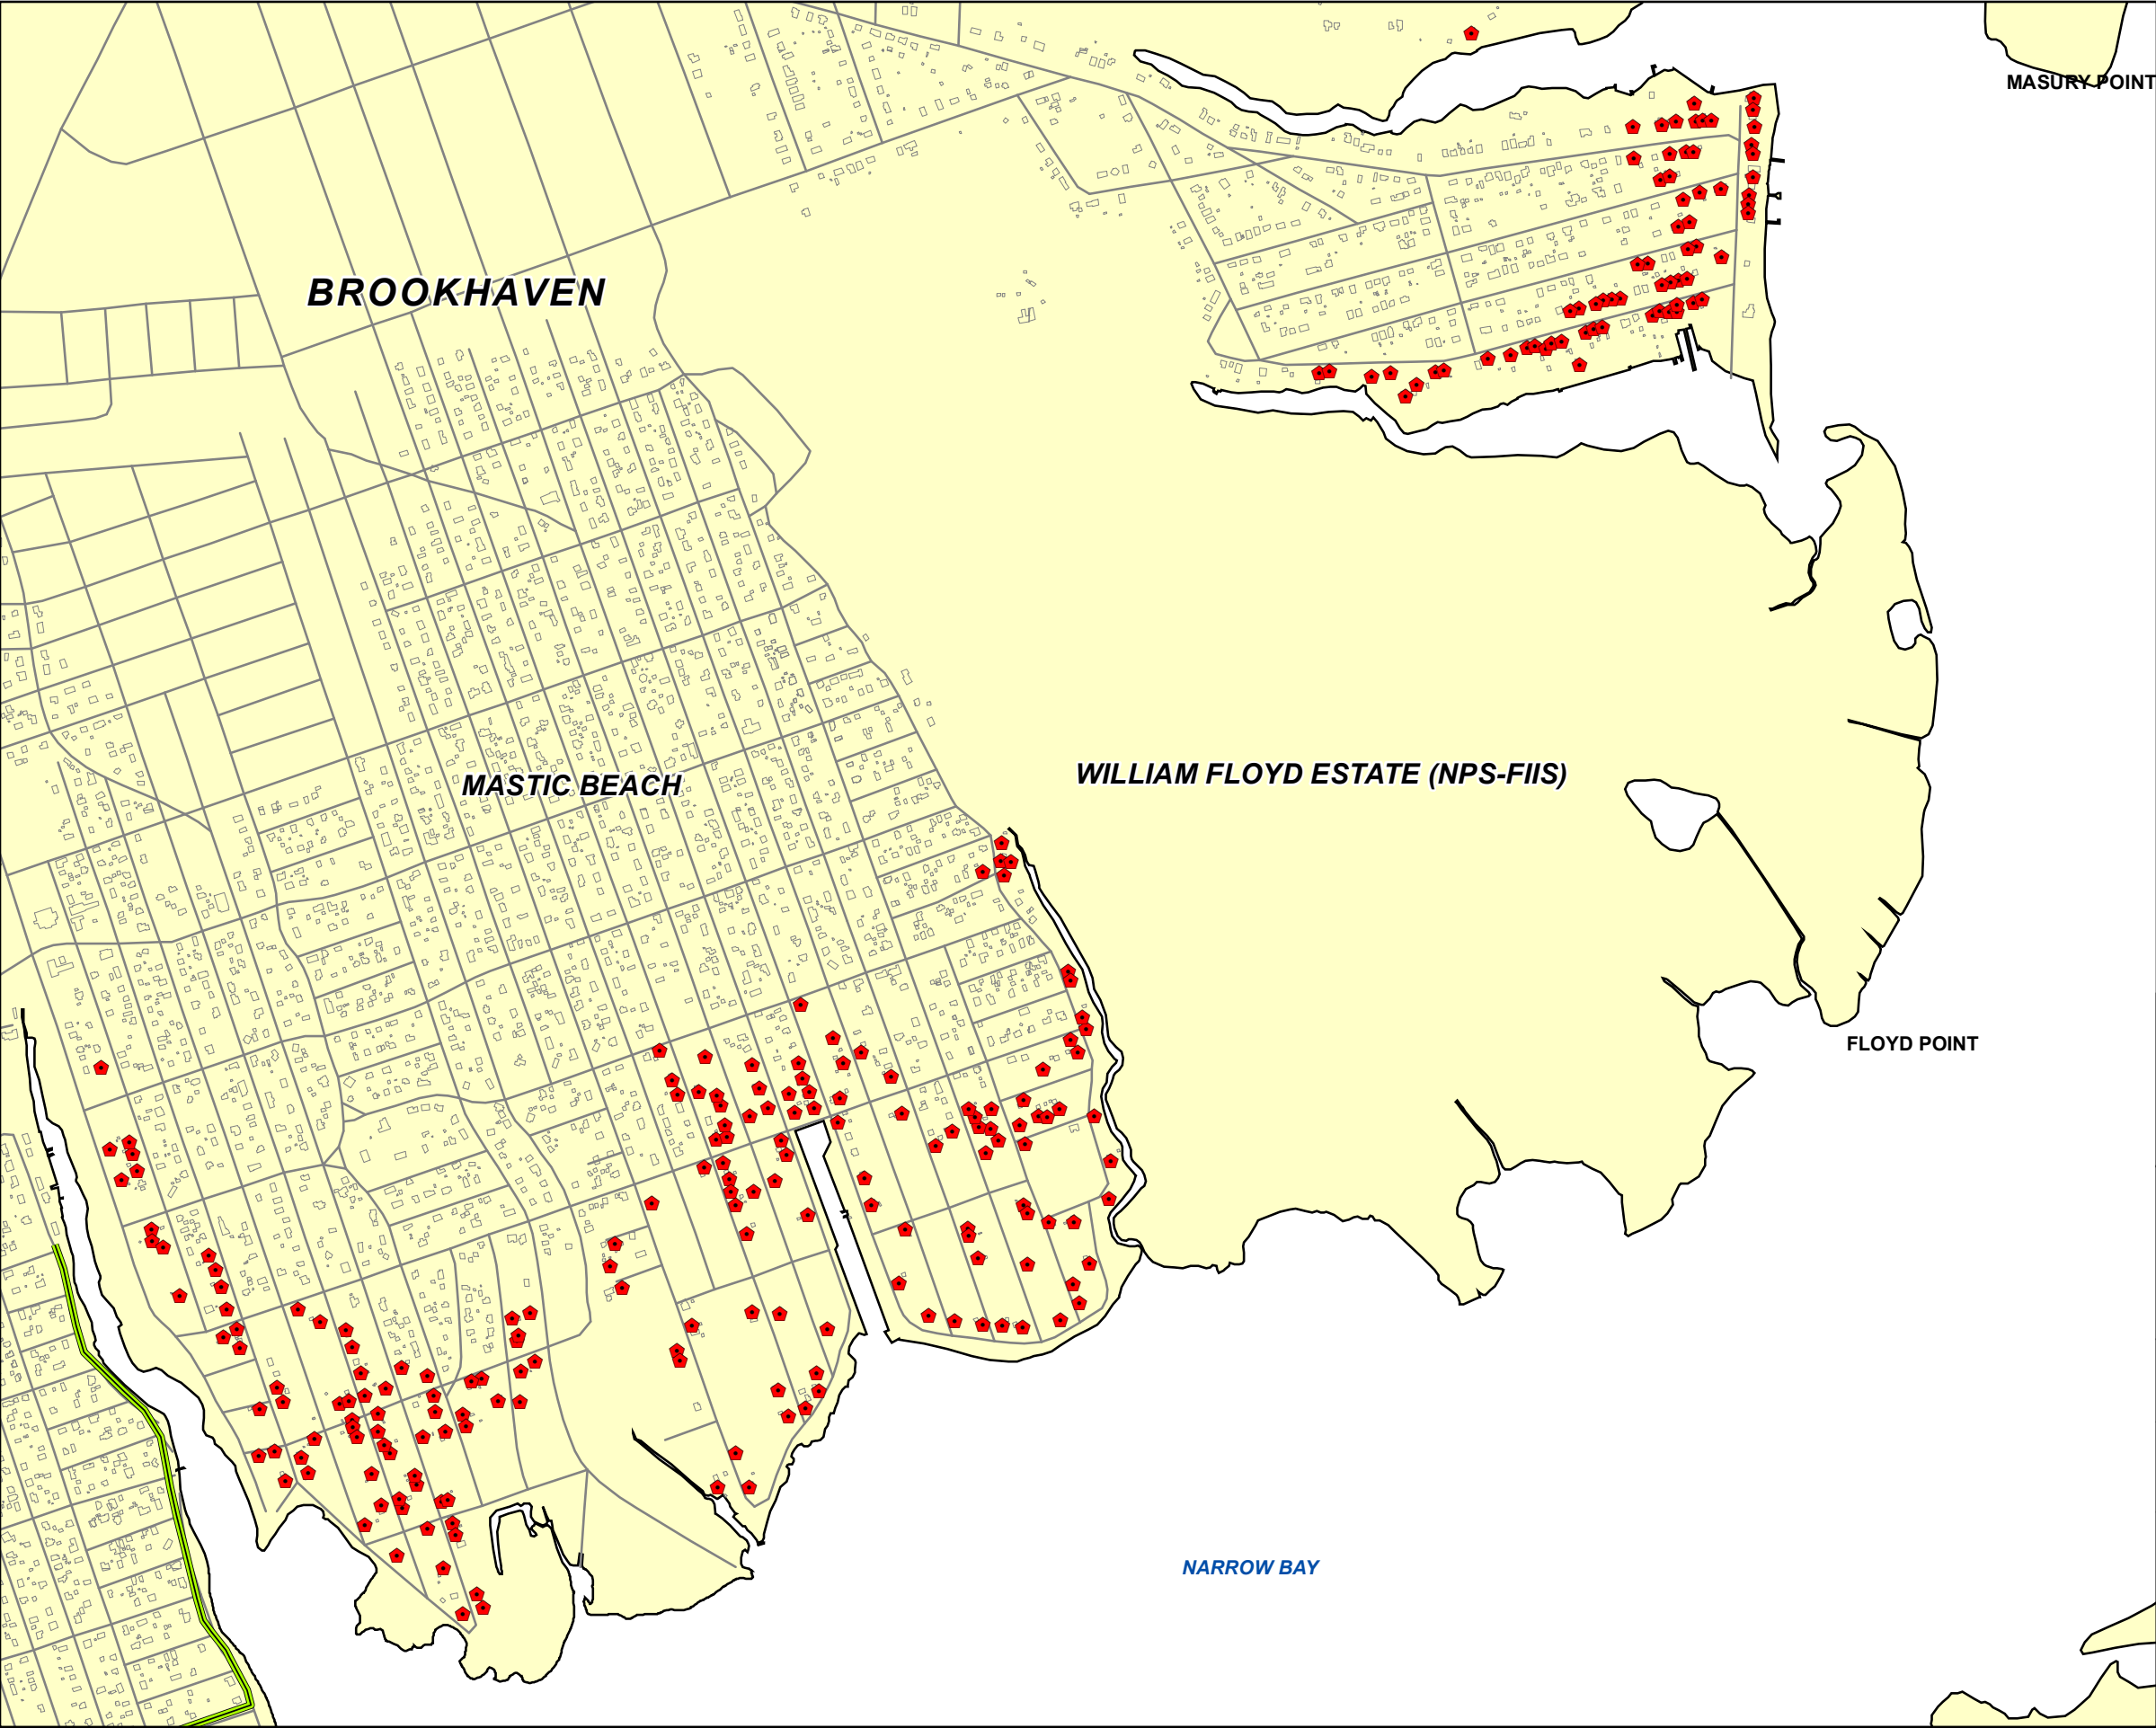 MASURY POINT
BROOKHAVEN
WILLIAM FLOYD ESTATE (NPS-FIIS)
MASTIC BEACH
FLOYD POINT
NARROW BAY